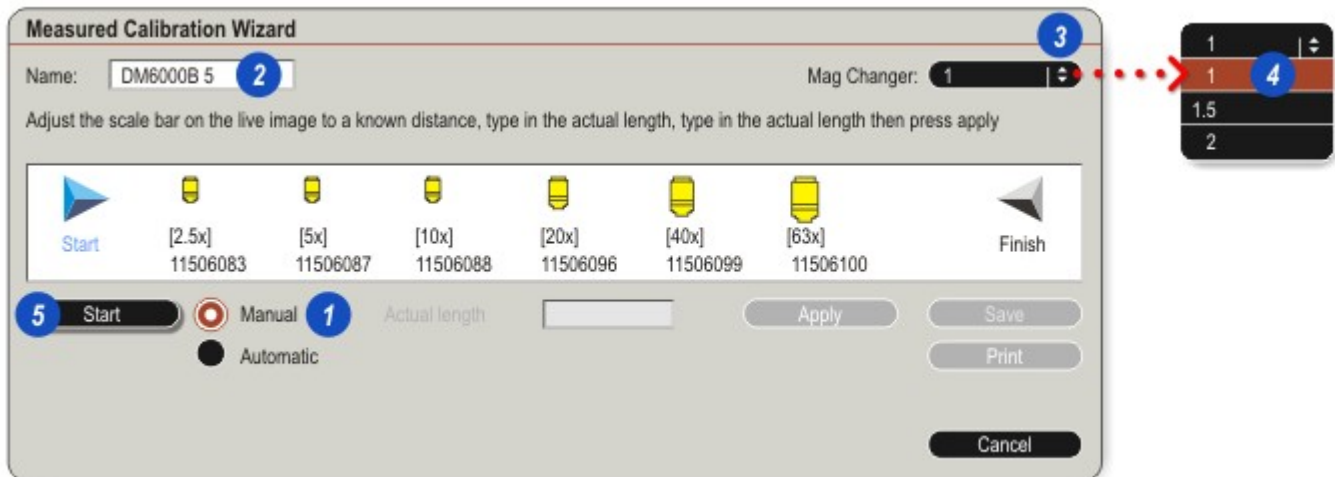 Measured Calibration Wizard
3
Name: DM6000B 5 2
Mag Changer: 1
1
1 4
1.5
2
Adjust the scale bar on the live image to a known distance, type in the actual length, type in the actual length then press apply
Start
[2.5x] [5x] [10x] [20x] [40x] [63x]
11506083 11506087 11506088 11506096 11506099 11506100
Finish
5 Start Manual 1 Actual length Apply Save
Automatic Print
Cancel